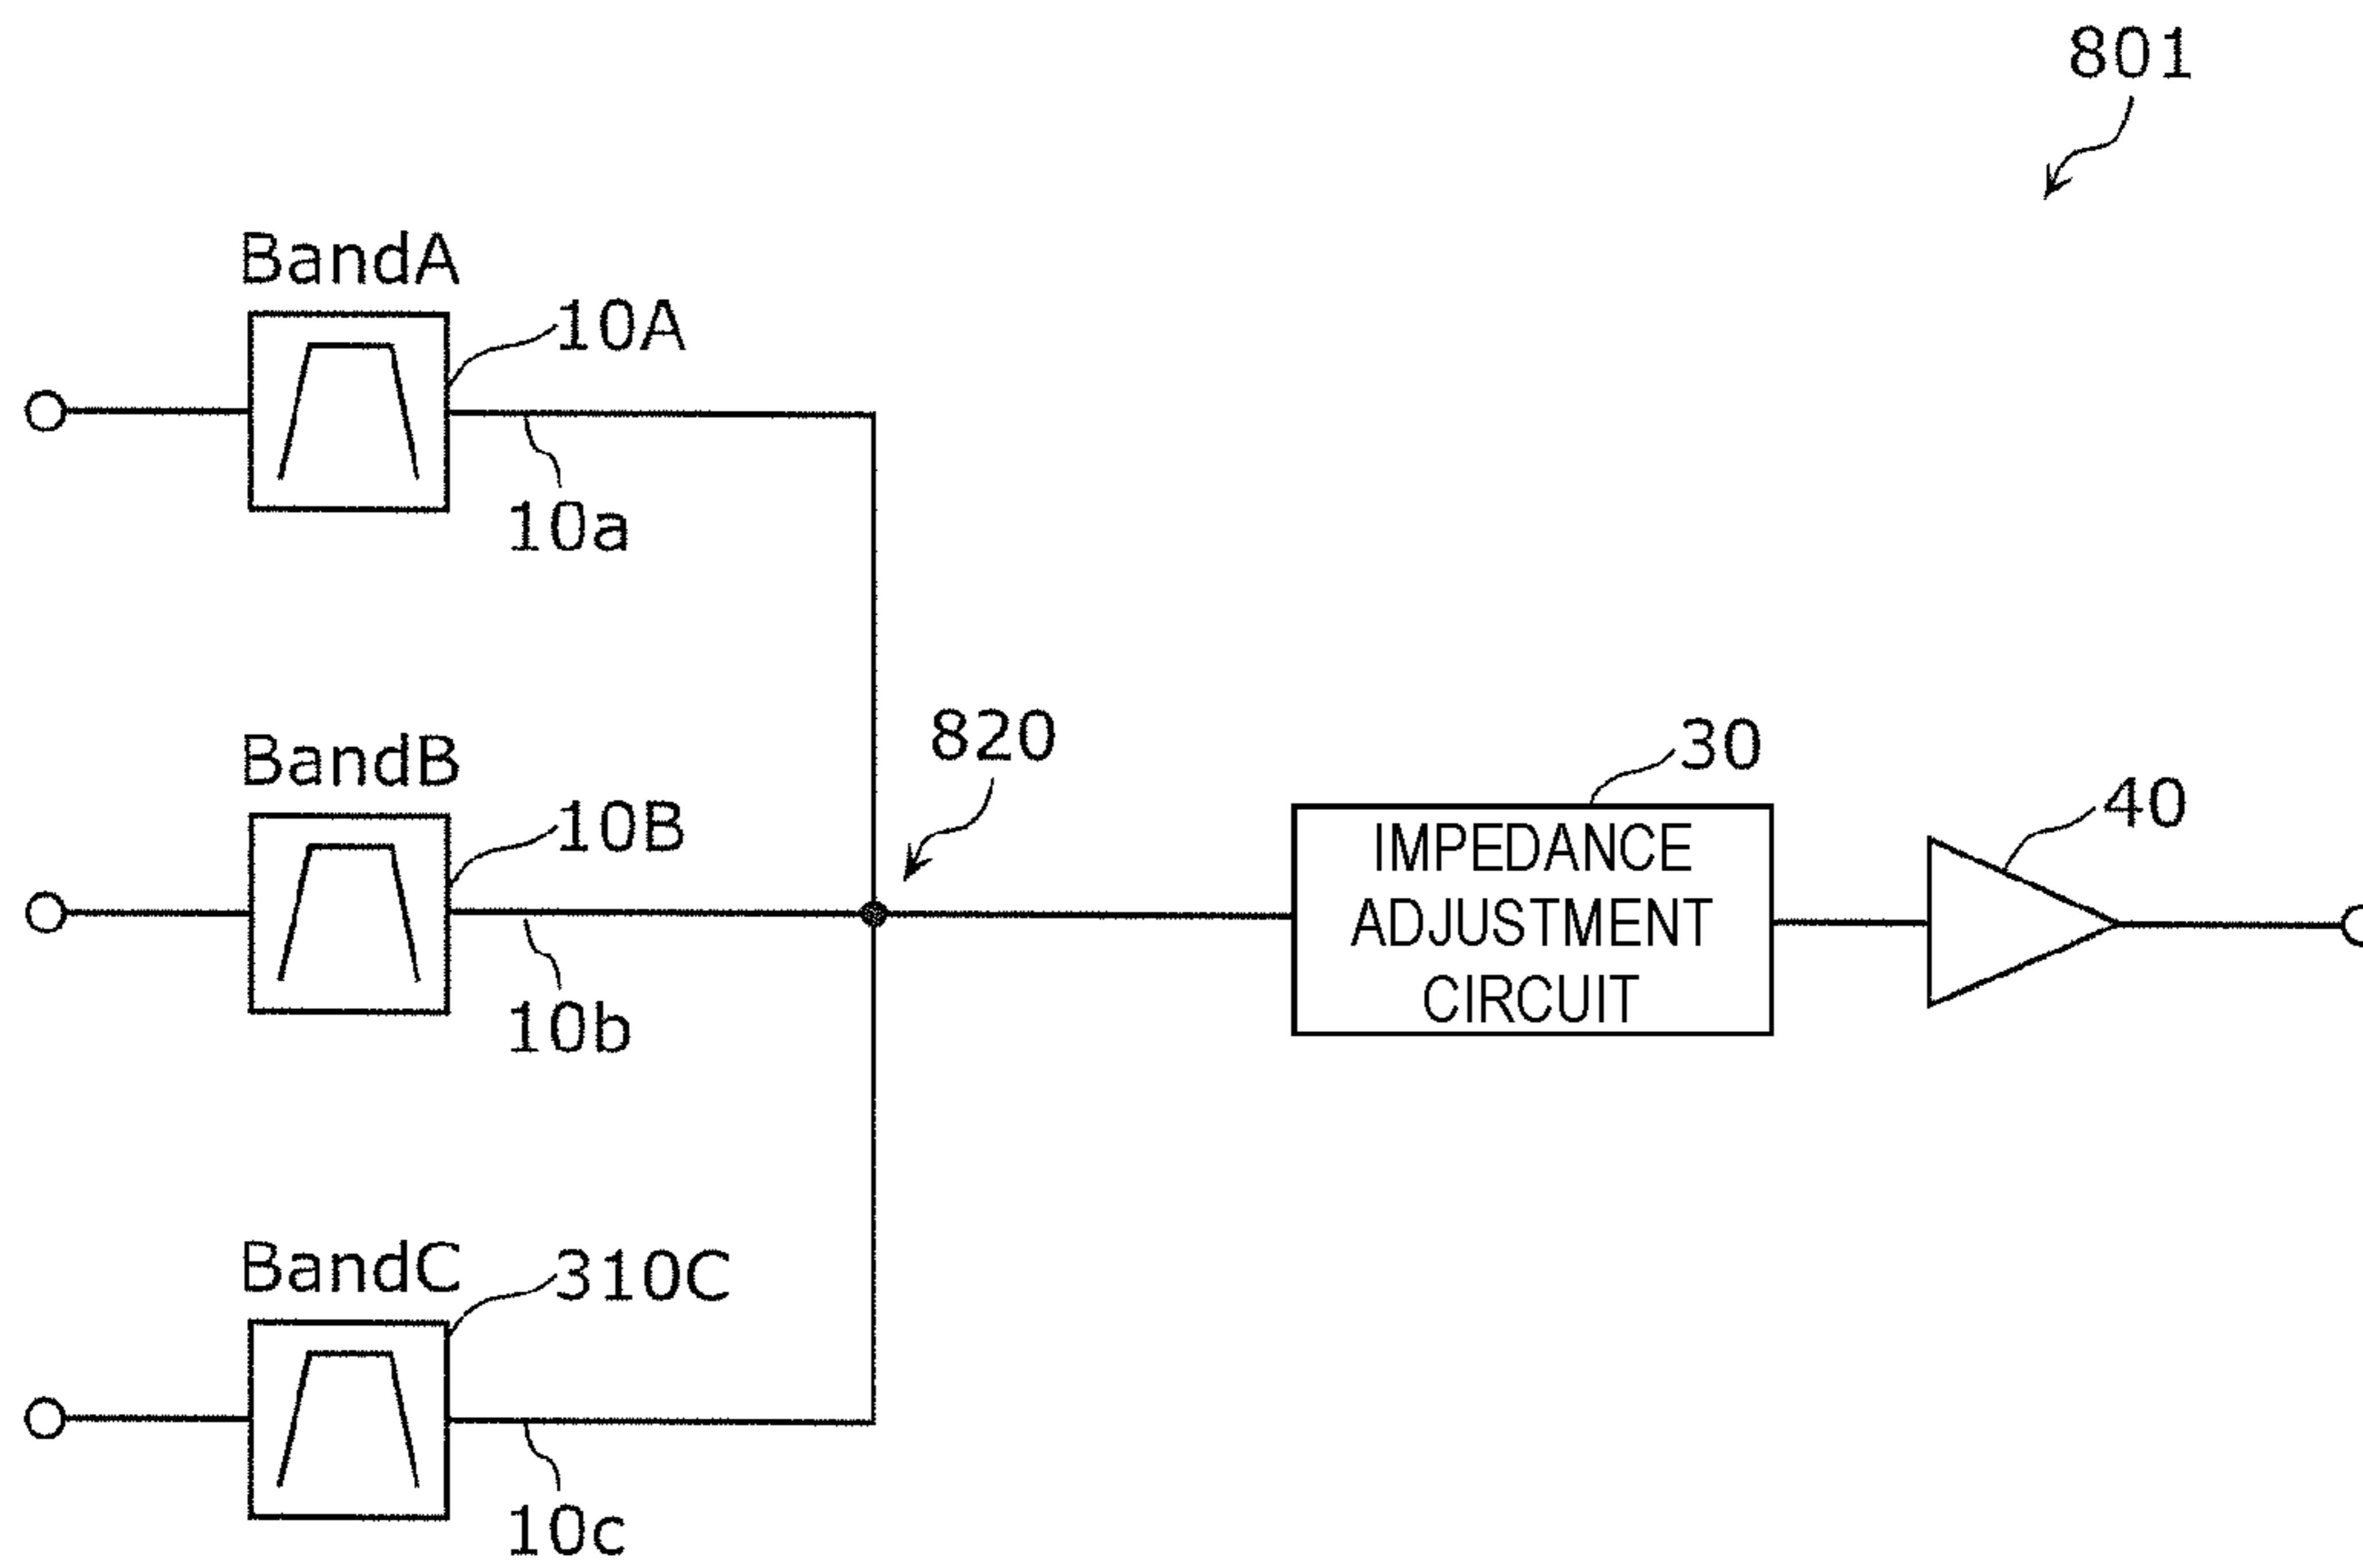 801
BandA
10A
10a
820
BandB
10B
10b
30
IMPEDANCE
ADJUSTMENT
CIRCUIT
40
BandC
310C
10c